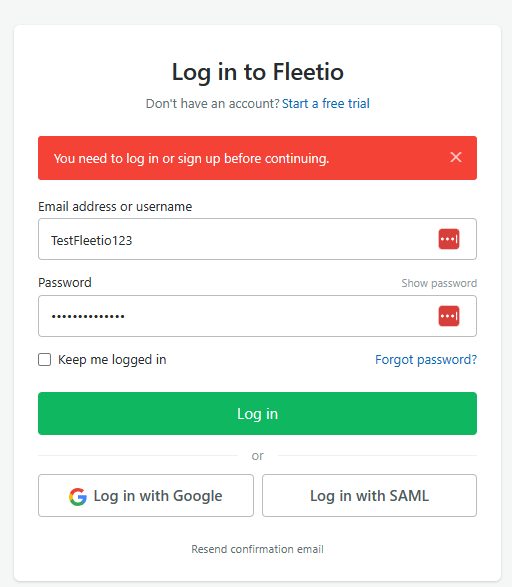 Log in to Fleetio
Don't have an account? Start a free trial
You need to log in or sign up before continuing.
Email address or username
TestFleetio123
Password Show password
••••••••••••••
Keep me logged in Forgot password?
Log in
or
Log in with Google Log in with SAML
Resend confirmation email